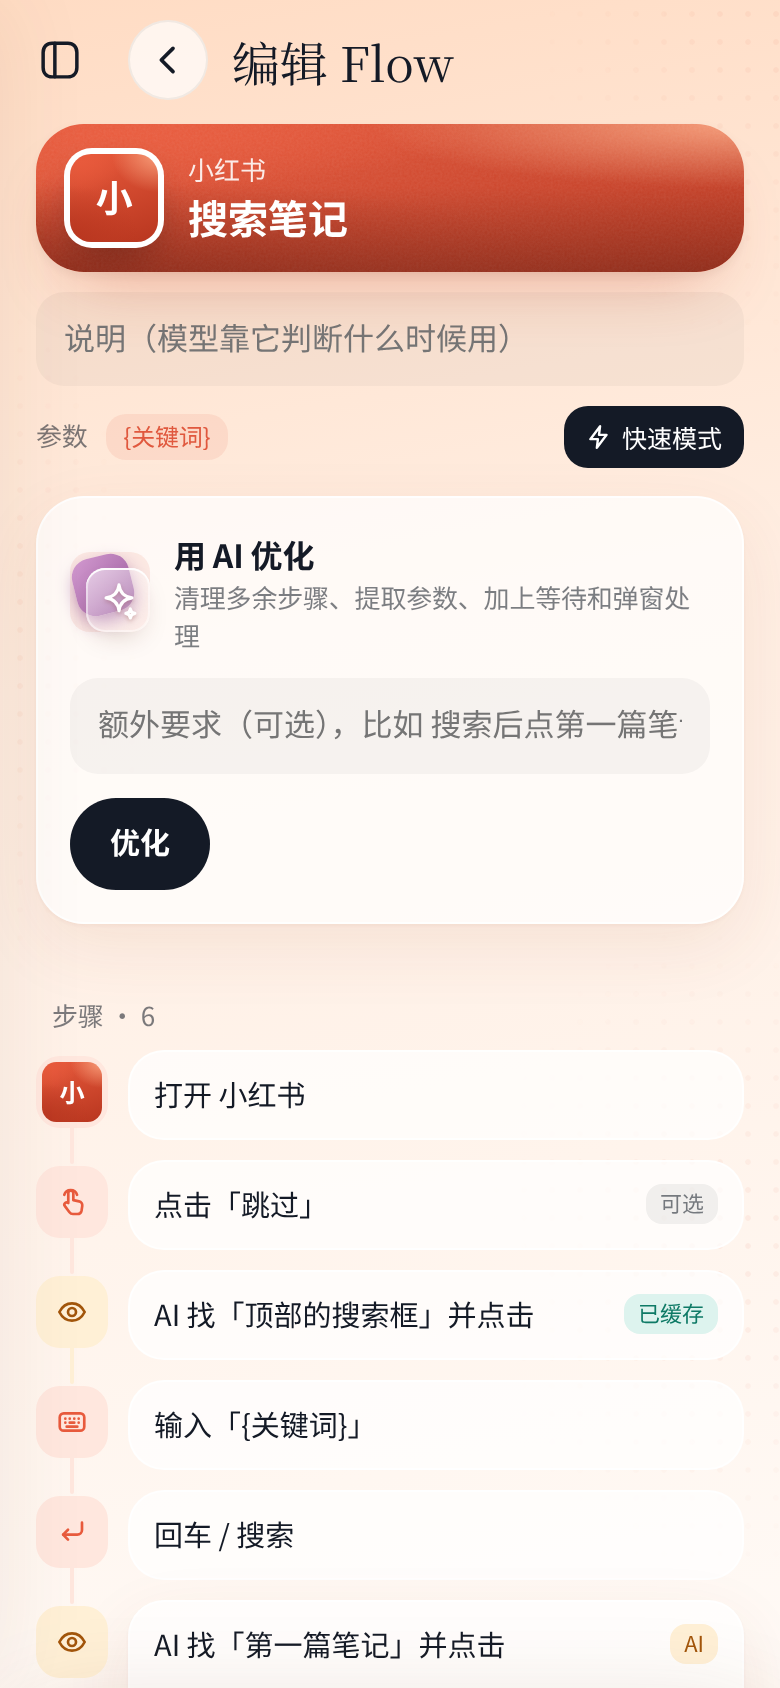 编辑 Flow
小
小红书
搜索笔记
说明（模型靠它判断什么时候用）
参数
{关键词}
快速模式
用 AI 优化
清理多余步骤、提取参数、加上等待和弹窗处
理
额外要求（可选），比如 搜索后点第一篇笔
优化
步骤 · 6
小
打开 小红书
点击「跳过」
可选
AI 找「顶部的搜索框」并点击
已缓存
输入「{关键词}」
回车 / 搜索
AI 找「第一篇笔记」并点击
AI